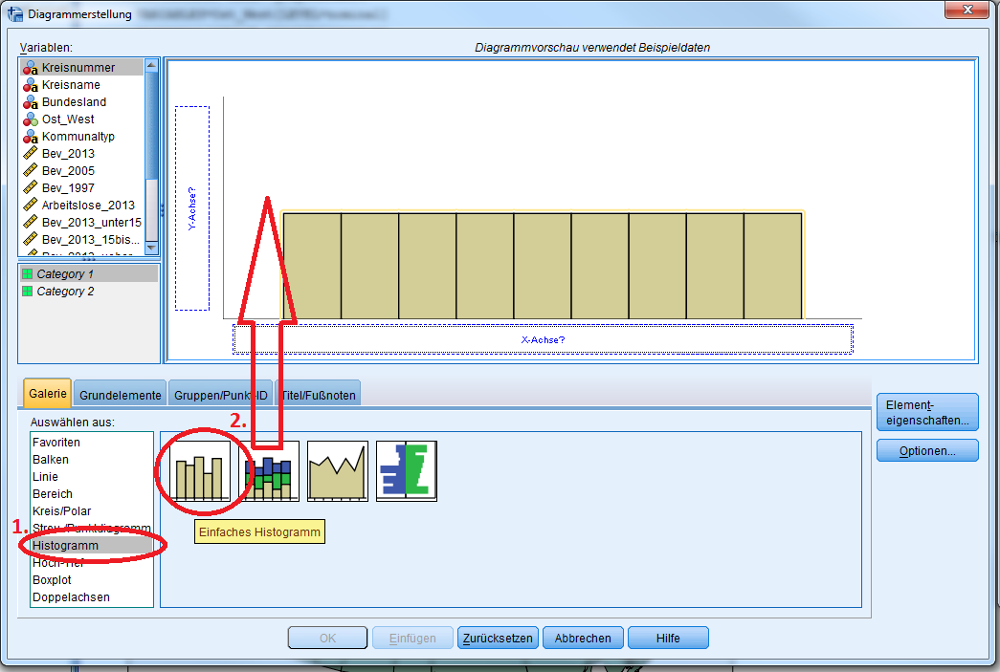 Diagrammerstellung
Variablen:
Diagrammvorschau verwendet Beispieldaten
Kreisnummer
Kreisname
Bundesland
Ost_West
Kommunaltyp
Bev_2013
Bev_2005
Bev_1997
Arbeitslose_2013
Bev_2013_unter15
Bev_2013_15bis...
Category 1
Category 2
Y-Achse?
X-Achse?
Galerie
Grundelemente
Gruppen/Punkt-ID
Titel/Fußnoten
Element-
eigenschaften...
Optionen...
Auswählen aus:
Favoriten
Balken
Linie
Bereich
Kreis/Polar
Streu-/Punktdiagramm
Histogramm
Hoch-Tief
Boxplot
Doppelachsen
1.
2.
Einfaches Histogramm
OK
Einfügen
Zurücksetzen
Abbrechen
Hilfe